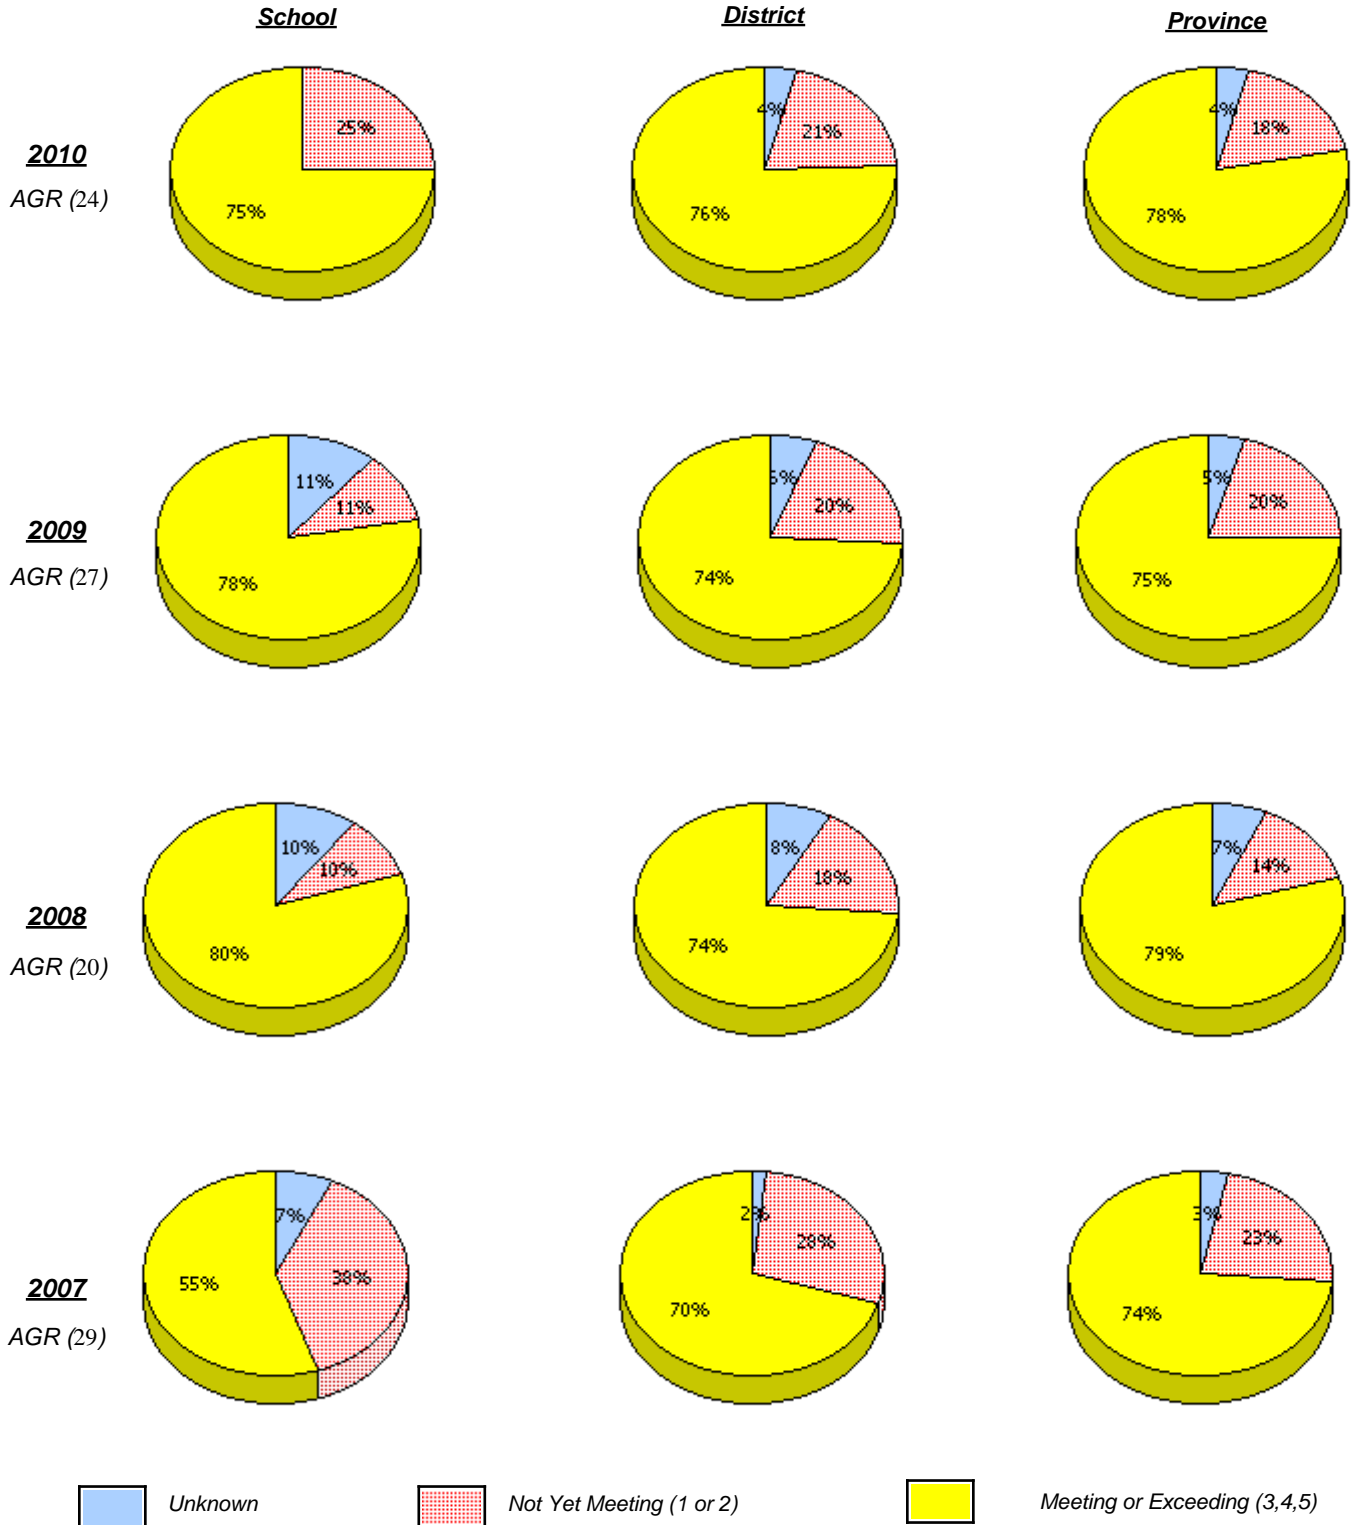 School District Province
4% 4%
25% 21% 18%
2010
AGR (24)
75% 76% 78%
11% 5%
11% 20% 20%
2009
AGR (27)
78% 74% 75%
10% 8% 7%
10% 18% 14%
2008
AGR (20)
80% 74% 79%
7% 2% 3%
38% 28% 23%
2007
55% 70% 74%
AGR (29)
Unknown Not Yet Meeting (1 or 2) Meeting or Exceeding (3,4,5)